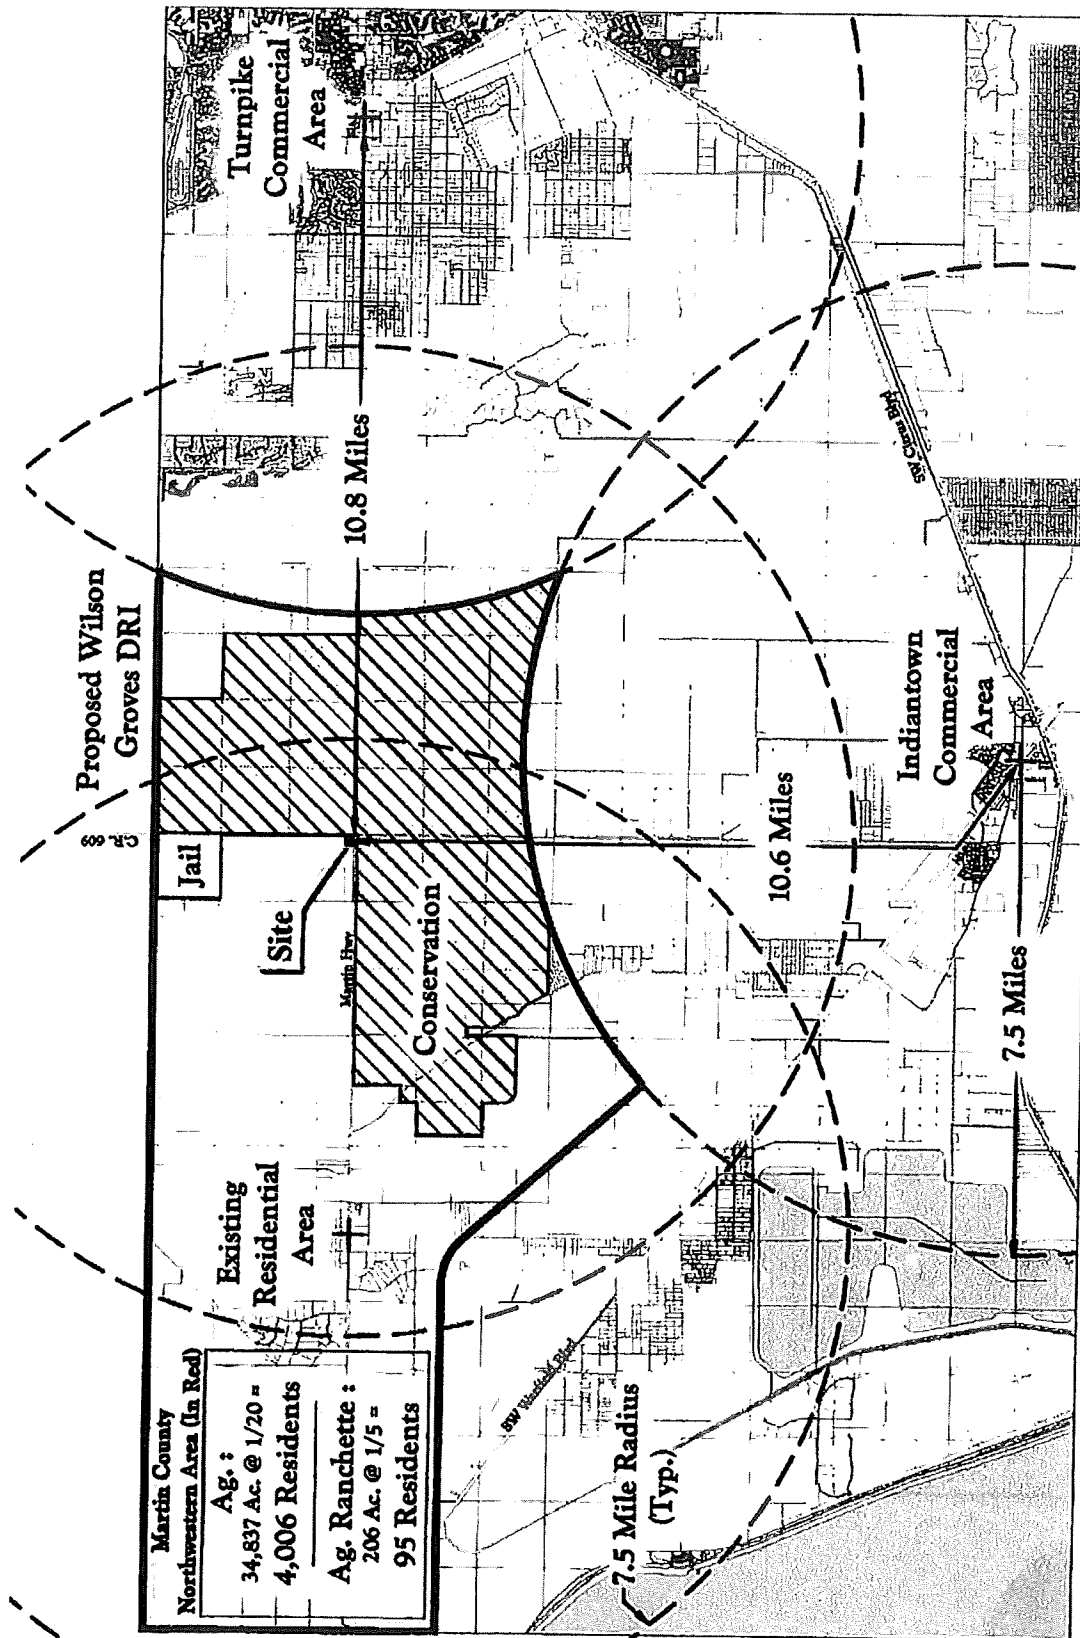 Martin County
Northwestern Area (In Red)
Ag. :
34,837 Ac. @ 1/20 =
4,006 Residents
Ag. Ranchette :
206 Ac. @ 1/5 =
95 Residents
Existing
Residential
Area
Jail
C.R. 609
Proposed Wilson
Groves DRI
Site
Martin Hwy
Conservation
10.8 Miles
Turnpike
Commercial
Area
SW Warfield Blvd
7.5 Mile Radius
(Typ.)
10.6 Miles
Indiantown
Commercial
Area
7.5 Miles
SW Citrus Blvd